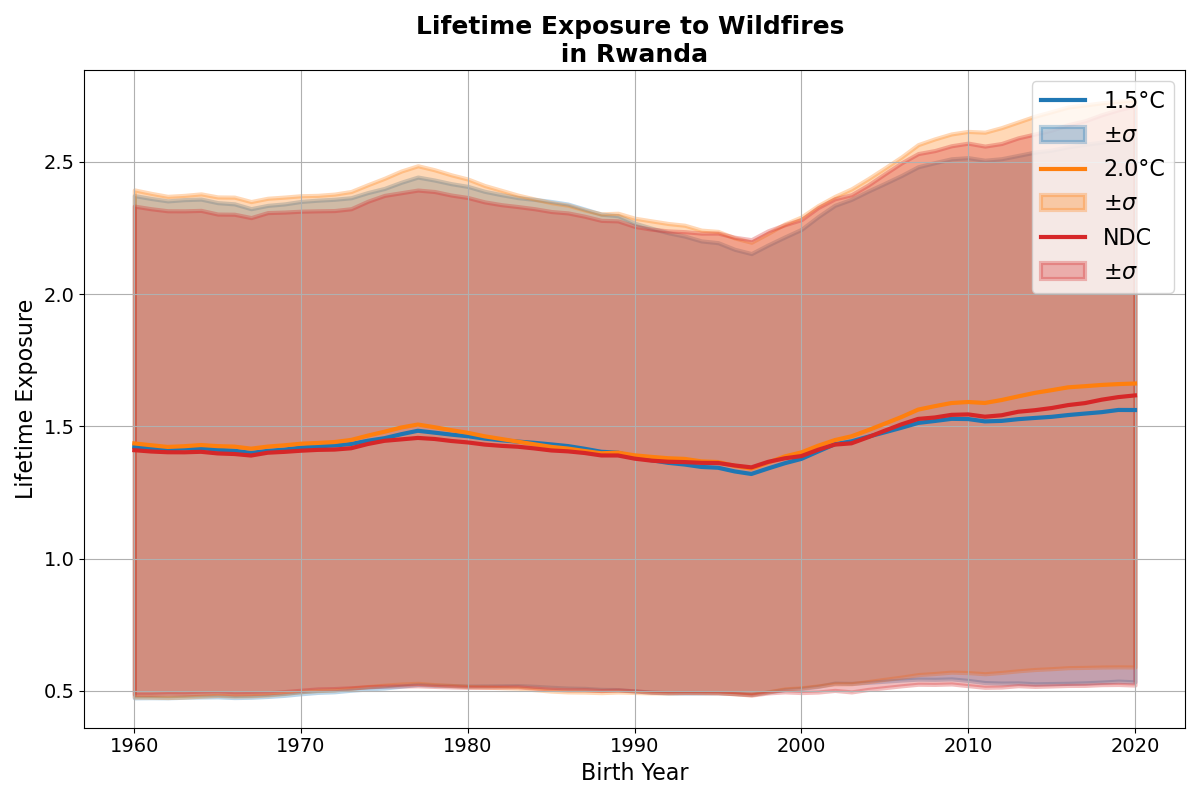 Lifetime Exposure to Wildfires
in Rwanda
Lifetime Exposure
2.5
2.0
1.5
1.0
0.5
1960 1970 1980 1990 2000 2010 2020
Birth Year
1.5°C
±σ
2.0°C
±σ
NDC
±σ